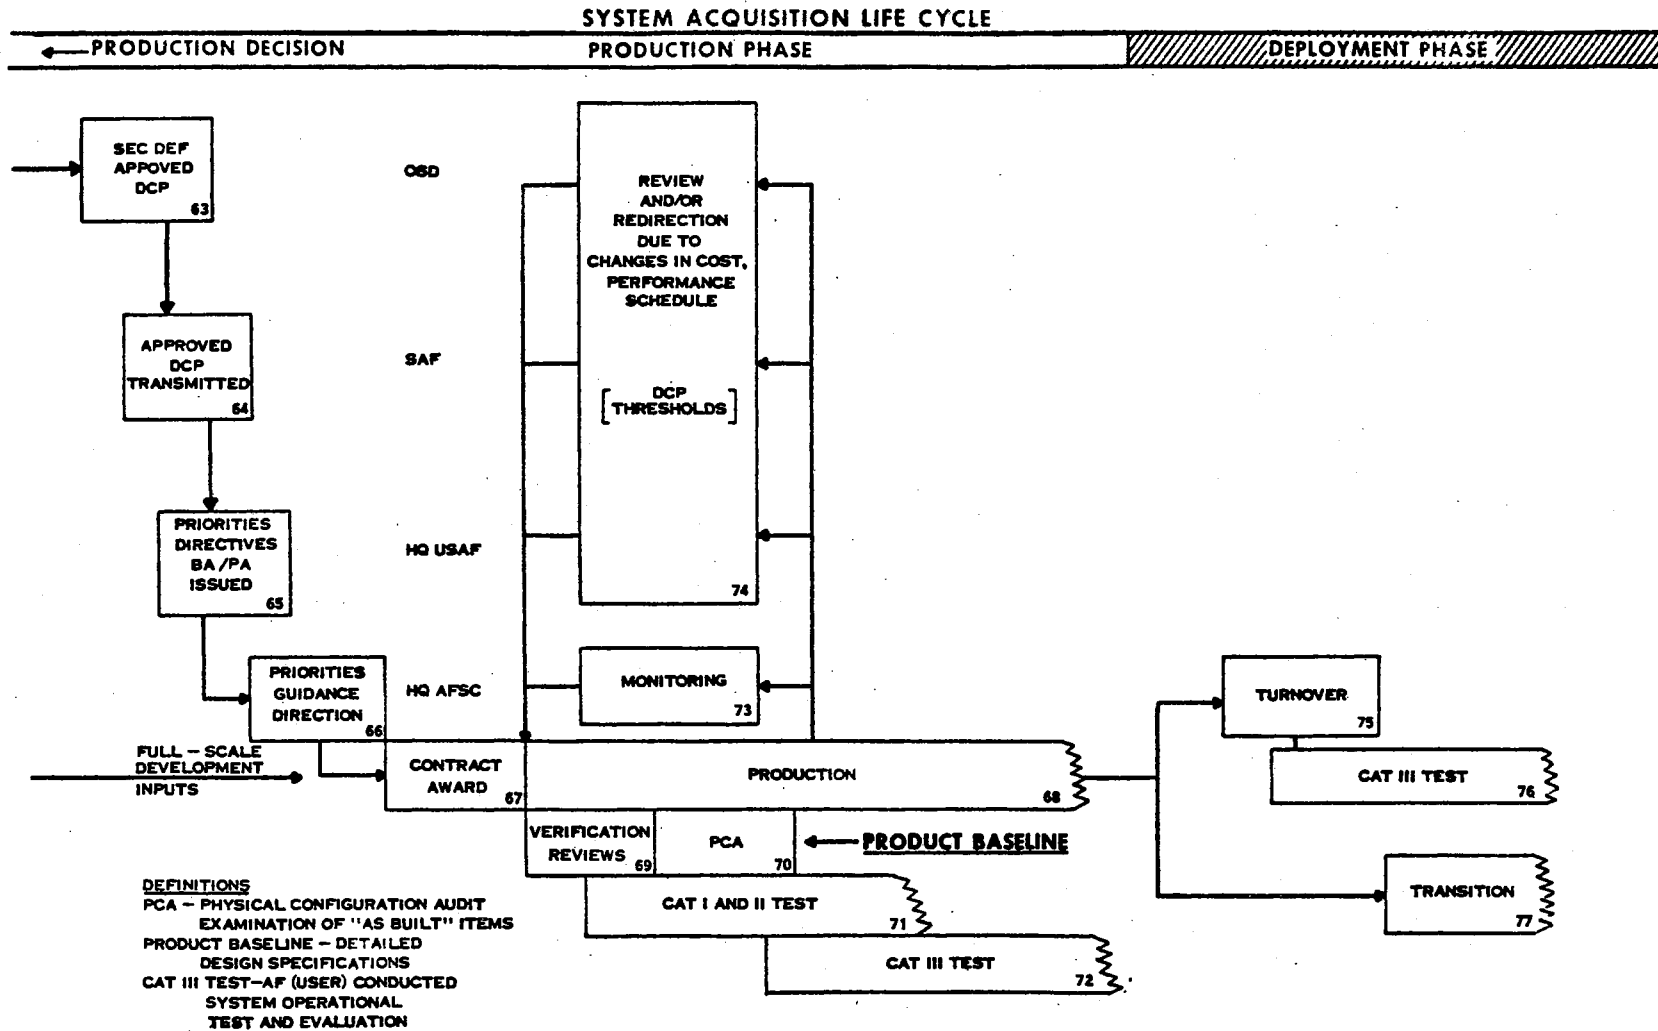 SYSTEM ACQUISITION LIFE CYCLE
PRODUCTION DECISION
PRODUCTION PHASE
DEPLOYMENT PHASE
SEC DEF
APPOVED
DCP
63
OSD
REVIEW
AND/OR
REDIRECTION
DUE TO
CHANGES IN COST,
PERFORMANCE
SCHEDULE
APPROVED
DCP
TRANSMITTED
64
SAF
[DCP
THRESHOLDS]
PRIORITIES
DIRECTIVES
BA/PA
ISSUED
65
HQ USAF
74
PRIORITIES
GUIDANCE
DIRECTION
66
HQ AFSC
MONITORING
73
TURNOVER
75
FULL - SCALE
DEVELOPMENT
INPUTS
CONTRACT
AWARD
67
PRODUCTION
68
CAT III TEST
76
VERIFICATION
REVIEWS
69
PCA
70
PRODUCT BASELINE
CAT I AND II TEST
71
TRANSITION
77
CAT III TEST
72
DEFINITIONS
PCA - PHYSICAL CONFIGURATION AUDIT
EXAMINATION OF "AS BUILT" ITEMS
PRODUCT BASELINE - DETAILED
DESIGN SPECIFICATIONS
CAT III TEST-AF (USER) CONDUCTED
SYSTEM OPERATIONAL
TEST AND EVALUATION